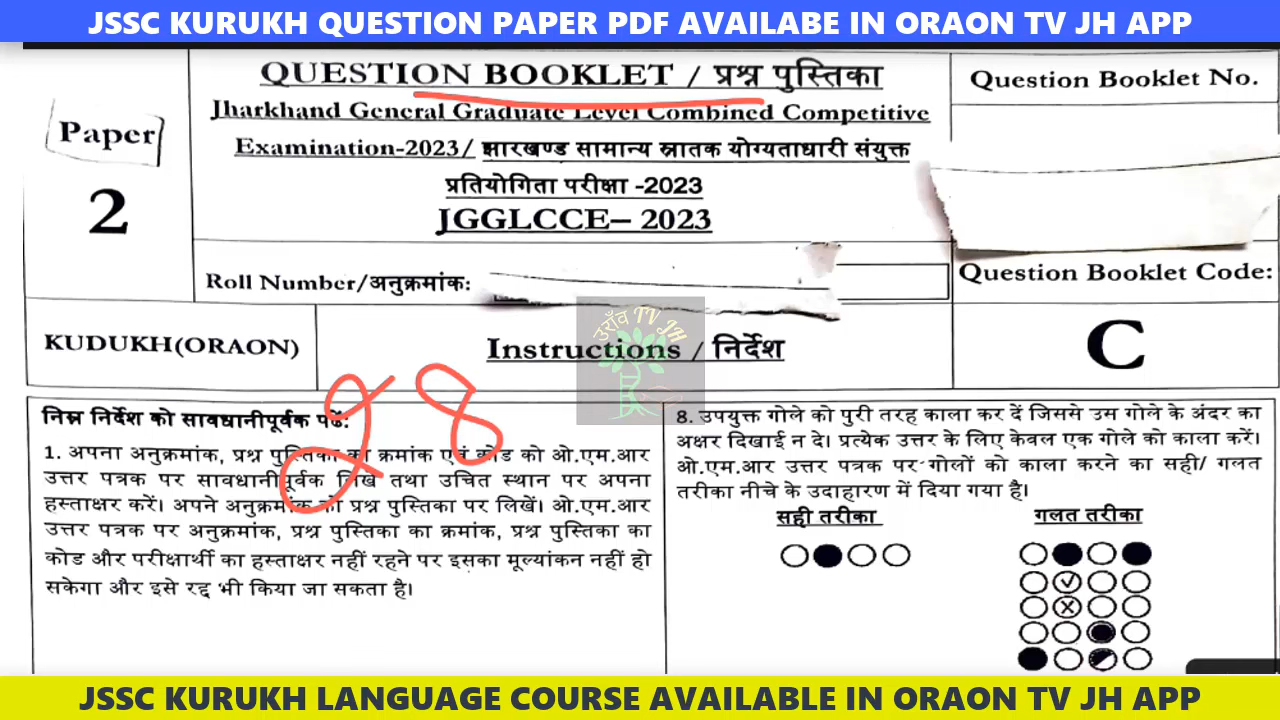 JSSC KURUKH QUESTION PAPER PDF AVAILABE IN ORAON TV JH APP
QUESTION BOOKLET / प्रश्न पुस्तिका
Question Booklet No.
Paper
2
Jharkhand General Graduate Level Combined Competitive
Examination-2023/ झारखण्ड सामान्य स्नातक योग्यताधारी संयुक्त
प्रतियोगिता परीक्षा -2023
JGGLCCE– 2023
Roll Number/अनुक्रमांक:
Question Booklet Code:
KUDUKH(ORAON)
Instructions / निर्देश
C
उराँव TV JH
98
निम्न निर्देश को सावधानीपूर्वक पढें:
1. अपना अनुक्रमांक, प्रश्न पुस्तिका का क्रमांक एवं कोड को ओ.एम.आर
उत्तर पत्रक पर सावधानीपूर्वक लिखें तथा उचित स्थान पर अपना
हस्ताक्षर करें। अपने अनुक्रमांक को प्रश्न पुस्तिका पर लिखें। ओ.एम.आर
उत्तर पत्रक पर अनुक्रमांक, प्रश्न पुस्तिका का क्रमांक, प्रश्न पुस्तिका का
कोड और परीक्षार्थी का हस्ताक्षर नहीं रहने पर इसका मूल्यांकन नहीं हो
सकेगा और इसे रद्द भी किया जा सकता है।
8. उपयुक्त गोले को पुरी तरह काला कर दें जिससे उस गोले के अंदर का
अक्षर दिखाई न दे। प्रत्येक उत्तर के लिए केवल एक गोले को काला करें।
ओ.एम.आर उत्तर पत्रक पर गोलों को काला करने का सही/ गलत
तरीका नीचे के उदाहरण में दिया गया है।
सही तरीका
गलत तरीका
JSSC KURUKH LANGUAGE COURSE AVAILABLE IN ORAON TV JH APP